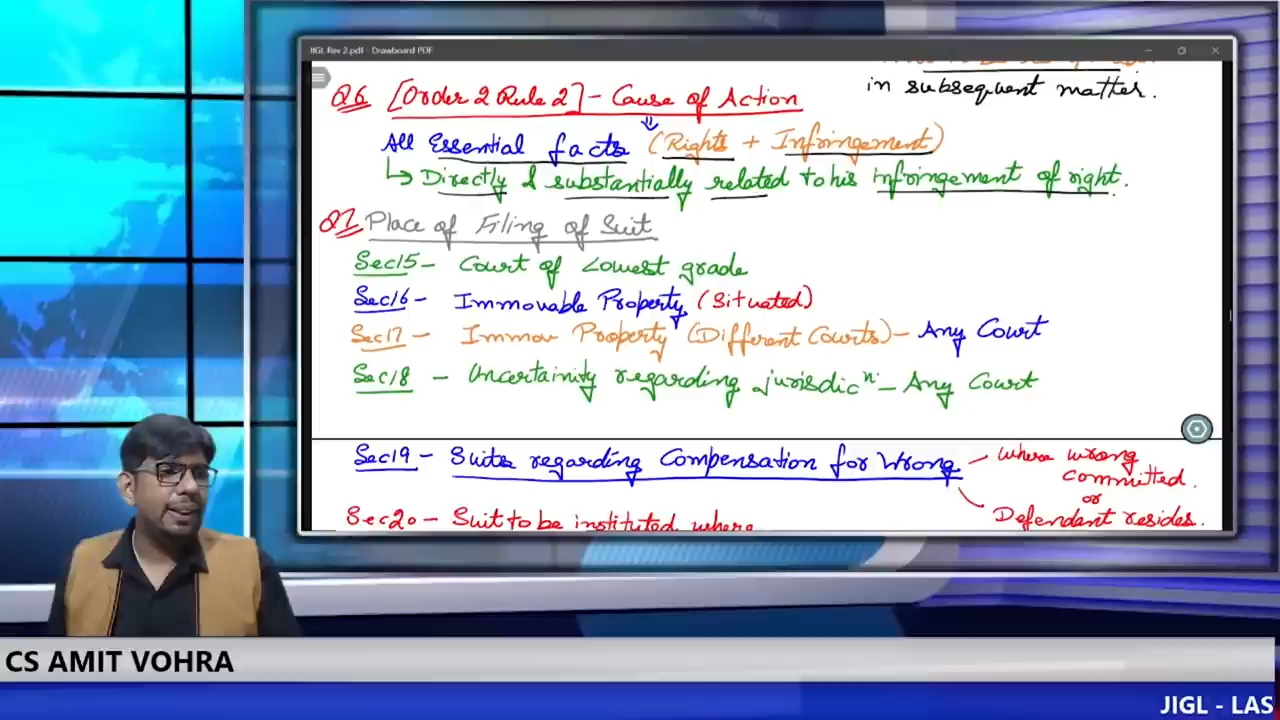 JIGL Rev 2.pdf - Drawboard PDF
in subsequent matter.
Q6 [Order 2 Rule 2] - Cause of Action
All Essential facts (Rights + Infringement)
↳ Directly & substantially related to his infringement of right.
Q7 Place of Filing of Suit
Sec15 - Court of Lowest grade
Sec16 - Immovable Property (Situated)
Sec17 - Immov Property (Different Courts) - Any Court
Sec18 - Uncertainity regarding jurisdicⁿ - Any Court
Sec19 - Suits regarding Compensation for Wrong - where wrong
committed.
or
Defendant resides.
Sec20 - Suit to be instituted where
CS AMIT VOHRA
JIGL - LAS